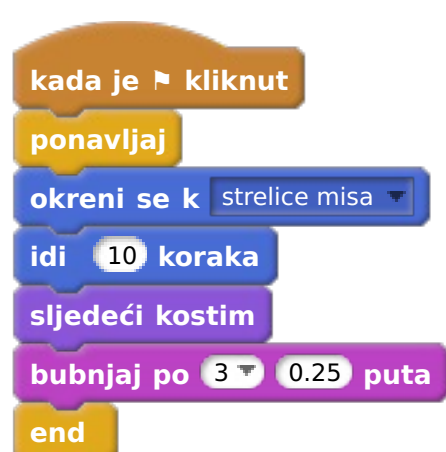 kada je ⚑ kliknut
ponavljaj
okreni se k strelice misa
idi 10 koraka
sljedeći kostim
bubnjaj po 3 0.25 puta
end